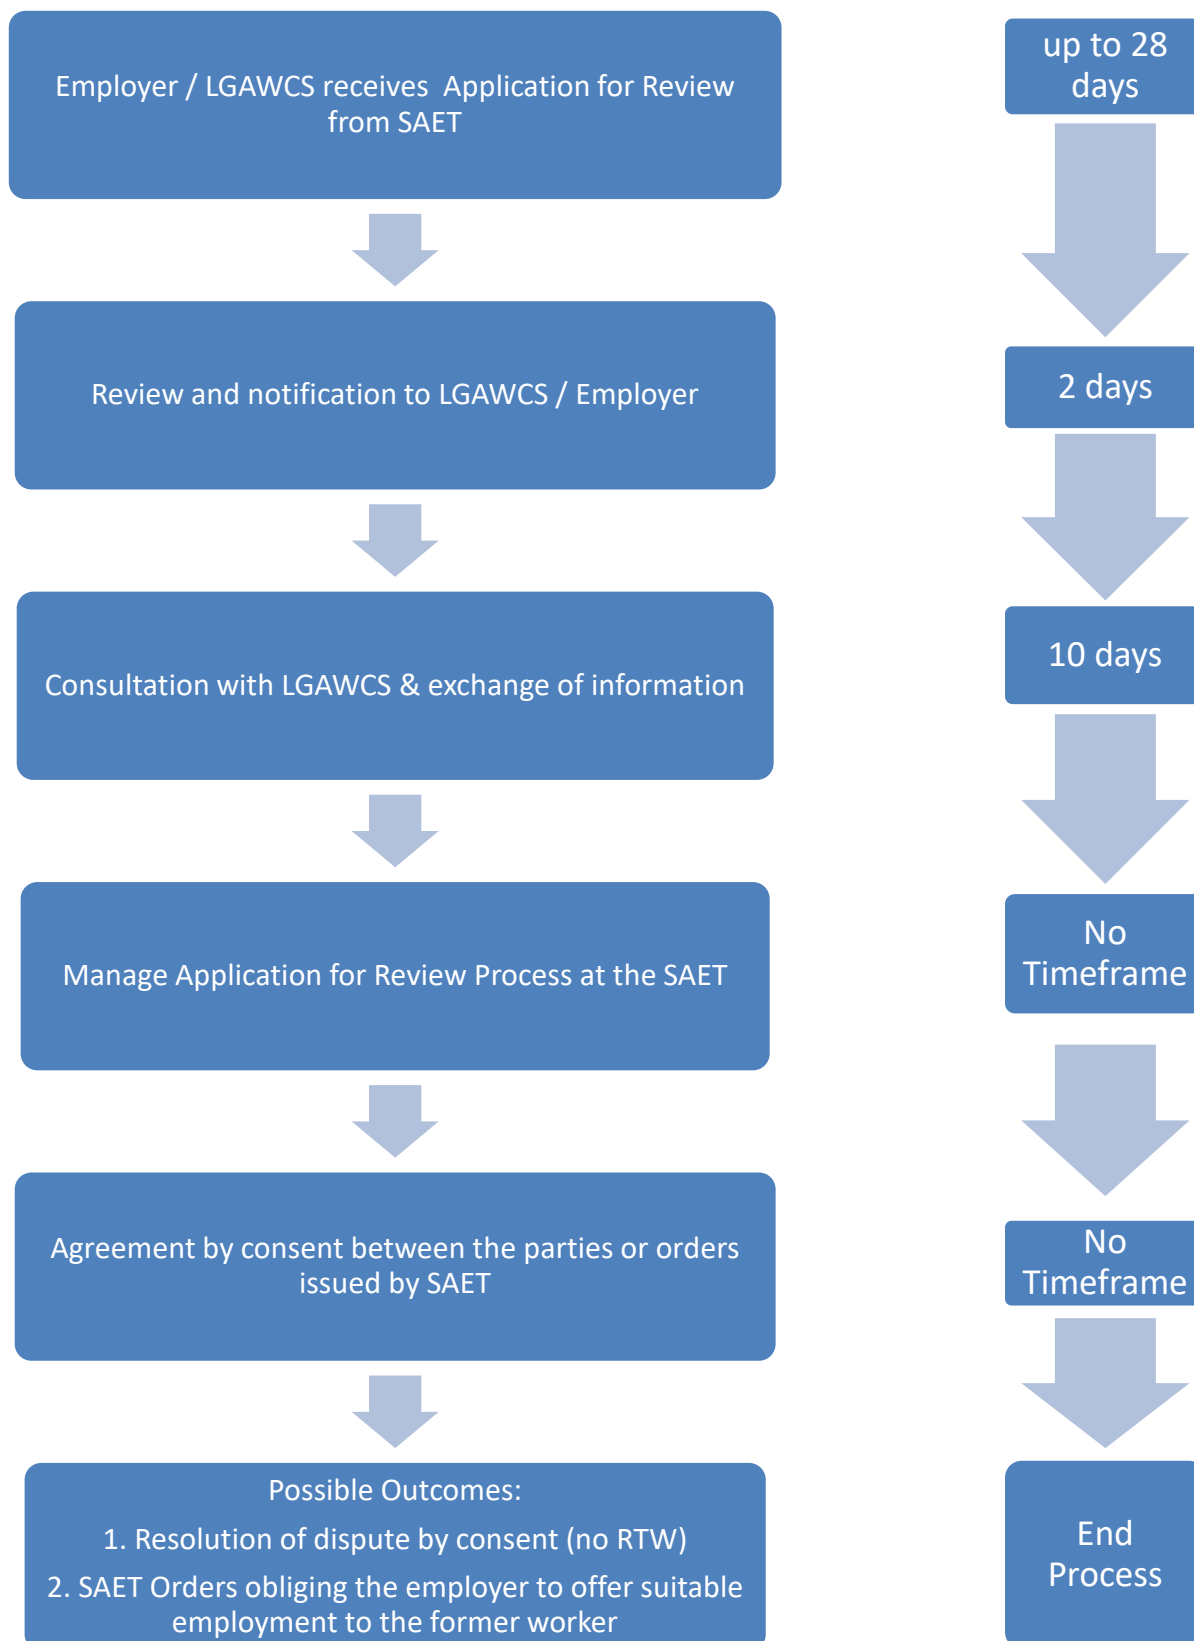 Employer / LGAWCS receives Application for Review
from SAET
up to 28
days
Review and notification to LGAWCS / Employer
2 days
Consultation with LGAWCS & exchange of information
10 days
Manage Application for Review Process at the SAET
No
Timeframe
Agreement by consent between the parties or orders
issued by SAET
No
Timeframe
Possible Outcomes:
1. Resolution of dispute by consent (no RTW)
2. SAET Orders obliging the employer to offer suitable
employment to the former worker
End
Process